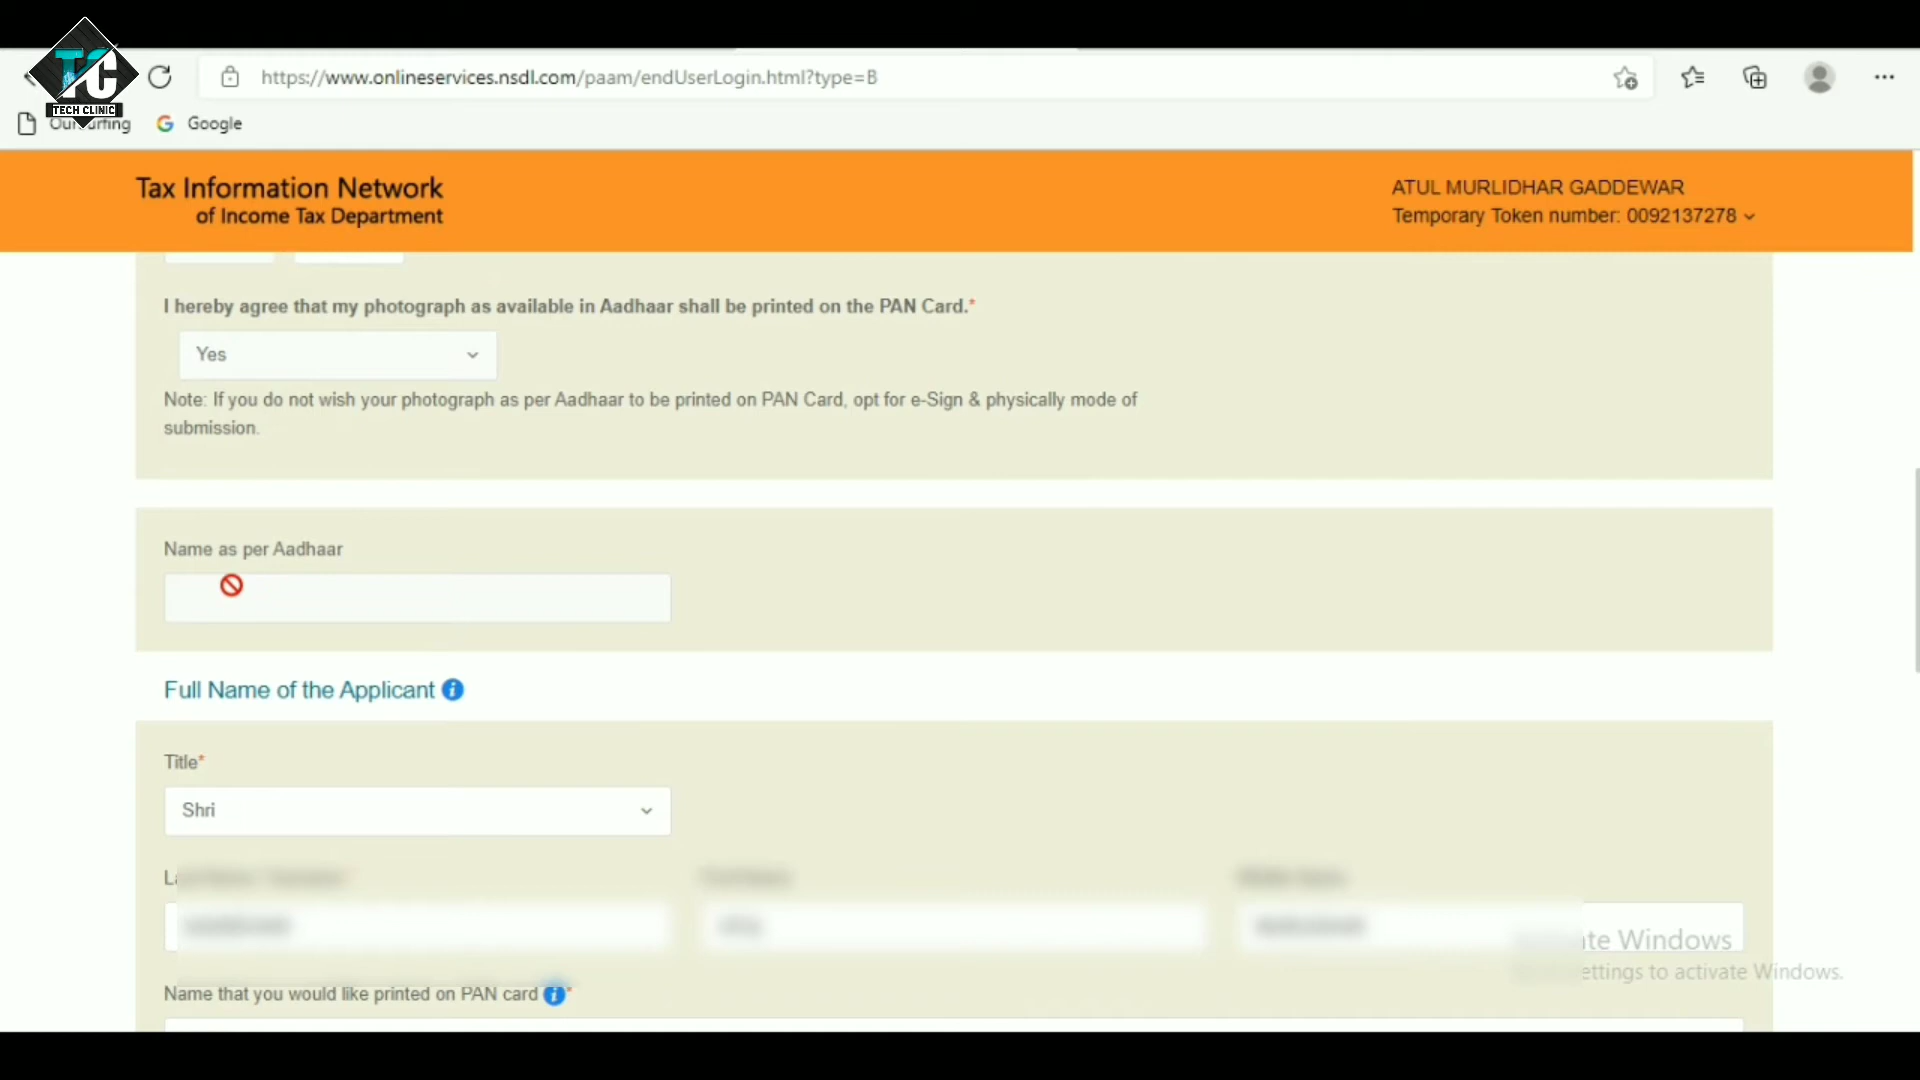 TC
TECH CLINIC
https://www.onlineservices.nsdl.com/paam/endUserLogin.html?type=B
Google
Tax Information Network
of Income Tax Department
ATUL MURLIDHAR GADDEWAR
Temporary Token number: 0092137278
I hereby agree that my photograph as available in Aadhaar shall be printed on the PAN Card.*
Yes
Note: If you do not wish your photograph as per Aadhaar to be printed on PAN Card, opt for e-Sign & physically mode of
submission.
Name as per Aadhaar
Full Name of the Applicant
Title*
Shri
Windows
to activate Windows.
Name that you would like printed on PAN card *